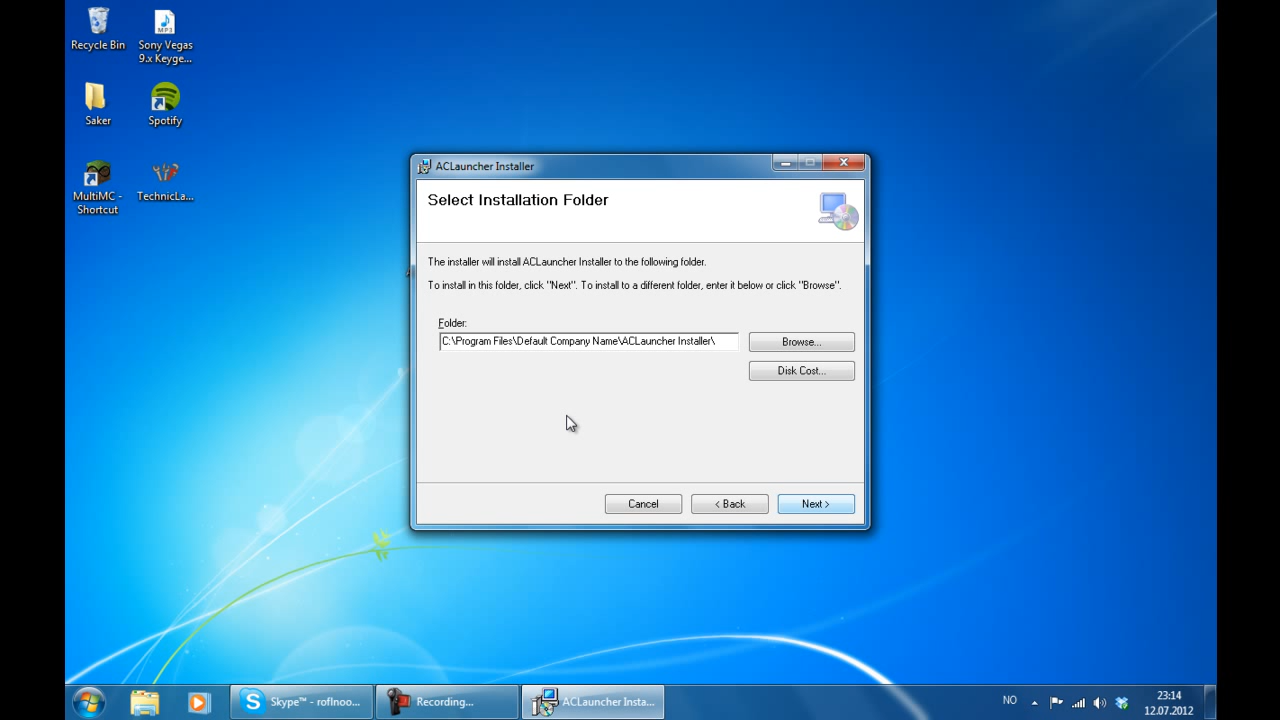 Recycle Bin
Sony Vegas
9.x Keyge...
MP3
Saker
Spotify
MultiMC -
Shortcut
TechnicLa...
ACLauncher Installer
Select Installation Folder
The installer will install ACLauncher Installer to the following folder.
To install in this folder, click "Next". To install to a different folder, enter it below or click "Browse".
Folder:
C:\Program Files\Default Company Name\ACLauncher Installer\
Browse...
Disk Cost...
Cancel
< Back
Next >
Skype™ - roflnoo...
Recording...
ACLauncher Insta...
NO
23:14
12.07.2012